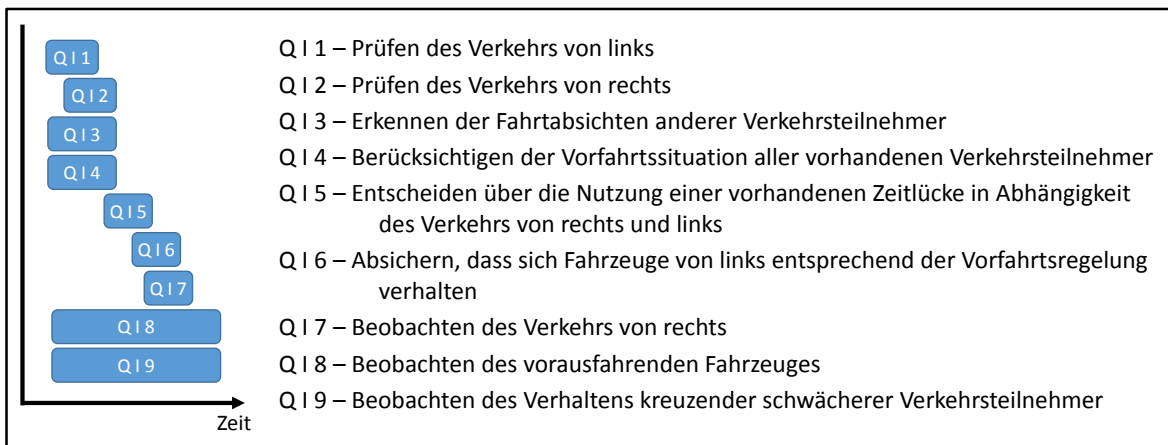 Q I 1
Q I 2
Q I 3
Q I 4
Q I 5
Q I 6
Q I 7
Q I 8
Q I 9
Zeit
Q I 1 – Prüfen des Verkehrs von links
Q I 2 – Prüfen des Verkehrs von rechts
Q I 3 – Erkennen der Fahrtabsichten anderer Verkehrsteilnehmer
Q I 4 – Berücksichtigen der Vorfahrtssituation aller vorhandenen Verkehrsteilnehmer
Q I 5 – Entscheiden über die Nutzung einer vorhandenen Zeitlücke in Abhängigkeit
des Verkehrs von rechts und links
Q I 6 – Absichern, dass sich Fahrzeuge von links entsprechend der Vorfahrtsregelung
verhalten
Q I 7 – Beobachten des Verkehrs von rechts
Q I 8 – Beobachten des vorausfahrenden Fahrzeuges
Q I 9 – Beobachten des Verhaltens kreuzender schwächerer Verkehrsteilnehmer